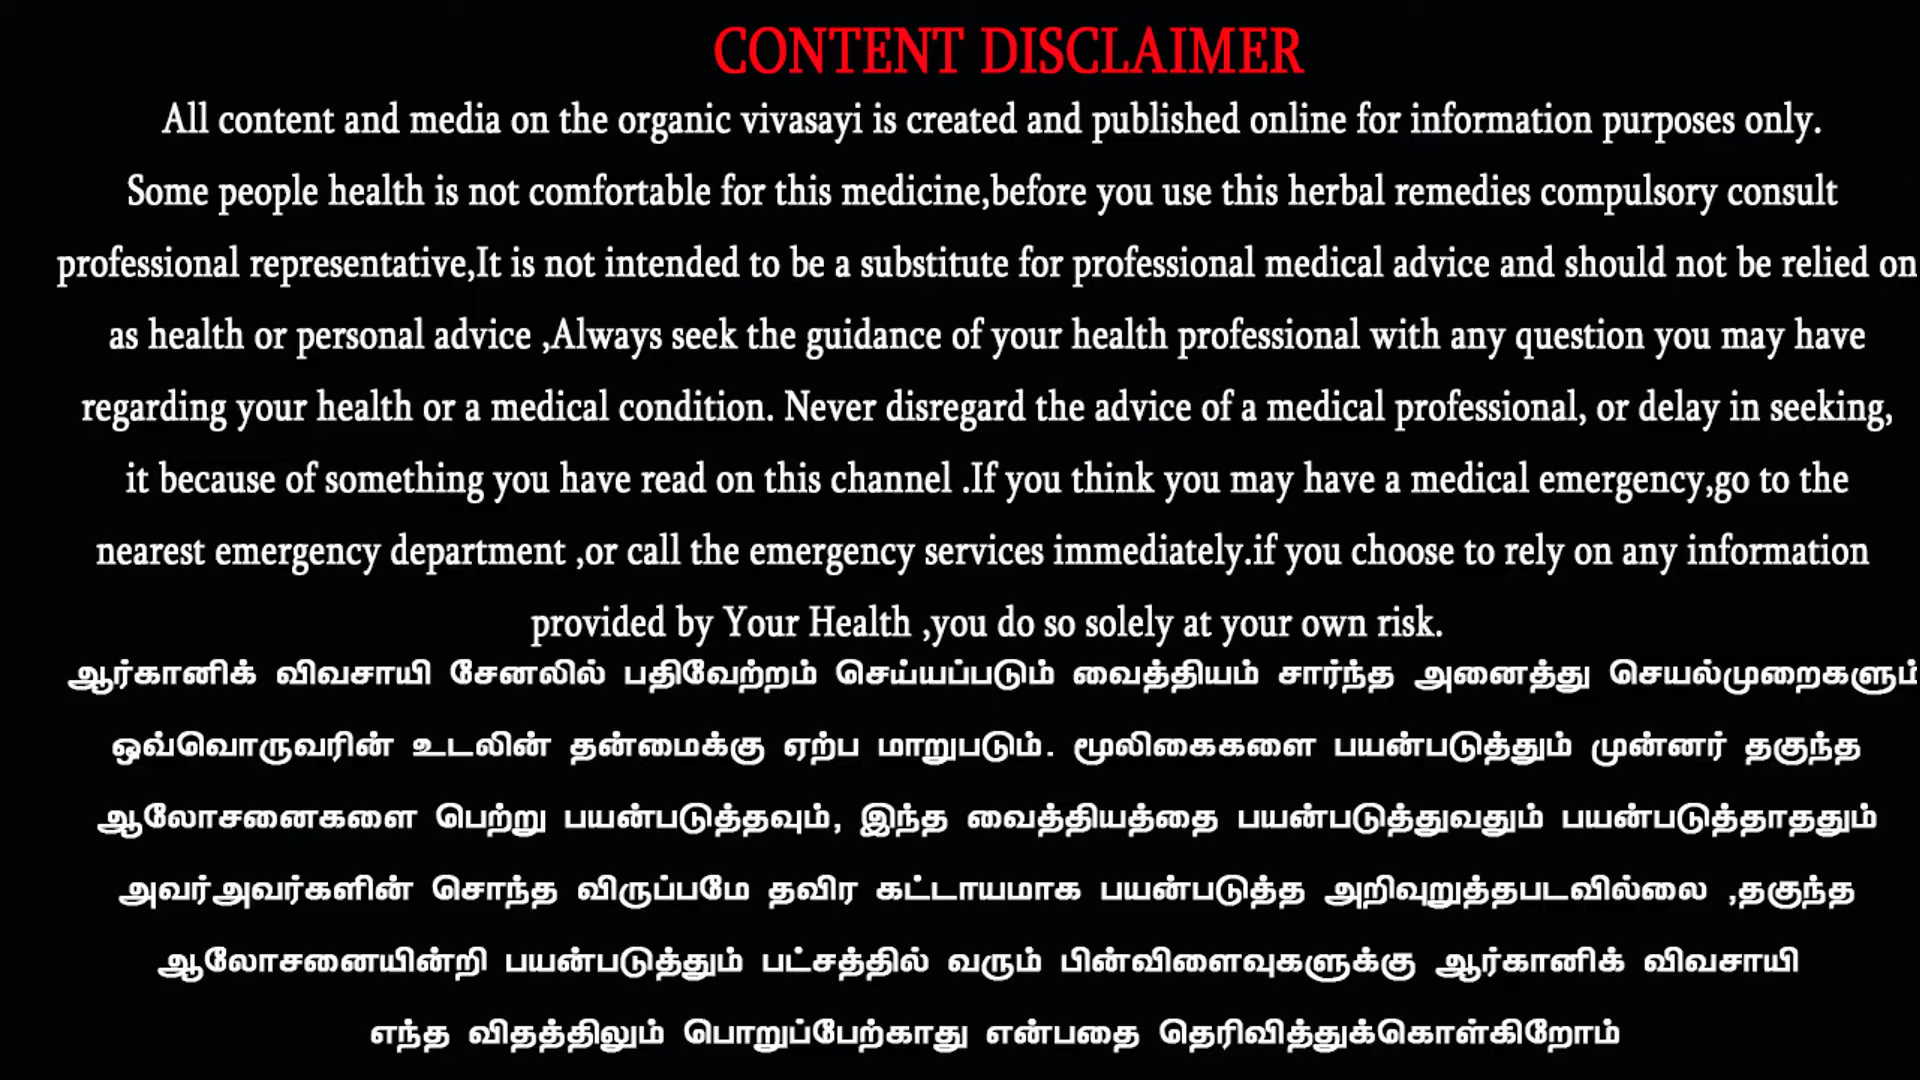 CONTENT DISCLAIMER
All content and media on the organic vivasayi is created and published online for information purposes only.
Some people health is not comfortable for this medicine,before you use this herbal remedies compulsory consult
professional representative,It is not intended to be a substitute for professional medical advice and should not be relied on
as health or personal advice ,Always seek the guidance of your health professional with any question you may have
regarding your health or a medical condition. Never disregard the advice of a medical professional, or delay in seeking,
it because of something you have read on this channel .If you think you may have a medical emergency,go to the
nearest emergency department ,or call the emergency services immediately.if you choose to rely on any information
provided by Your Health ,you do so solely at your own risk.
ஆர்கானிக் விவசாயி சேனலில் பதிவேற்றம் செய்யப்படும் வைத்தியம் சார்ந்த அனைத்து செயல்முறைகளும்
ஒவ்வொருவரின் உடலின் தன்மைக்கு ஏற்ப மாறுபடும். மூலிகைகளை பயன்படுத்தும் முன்னர் தகுந்த
ஆலோசனைகளை பெற்று பயன்படுத்தவும், இந்த வைத்தியத்தை பயன்படுத்துவதும் பயன்படுத்தாததும்
அவர்அவர்களின் சொந்த விருப்பமே தவிர கட்டாயமாக பயன்படுத்த அறிவுறுத்தபடவில்லை ,தகுந்த
ஆலோசனையின்றி பயன்படுத்தும் பட்சத்தில் வரும் பின்விளைவுகளுக்கு ஆர்கானிக் விவசாயி
எந்த விதத்திலும் பொறுப்பேற்காது என்பதை தெரிவித்துக்கொள்கிறோம்